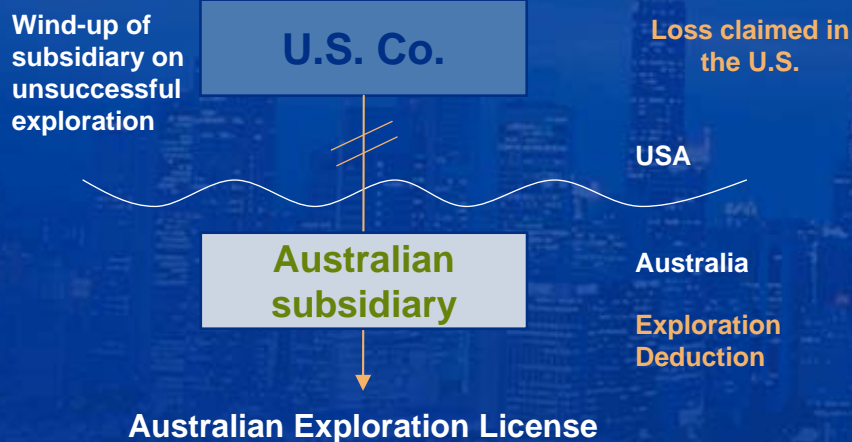 Wind-up of
subsidiary on
unsuccessful
exploration
U.S. Co.
Loss claimed in
the U.S.
USA
Australian
subsidiary
Australia
Exploration
Deduction
Australian Exploration License